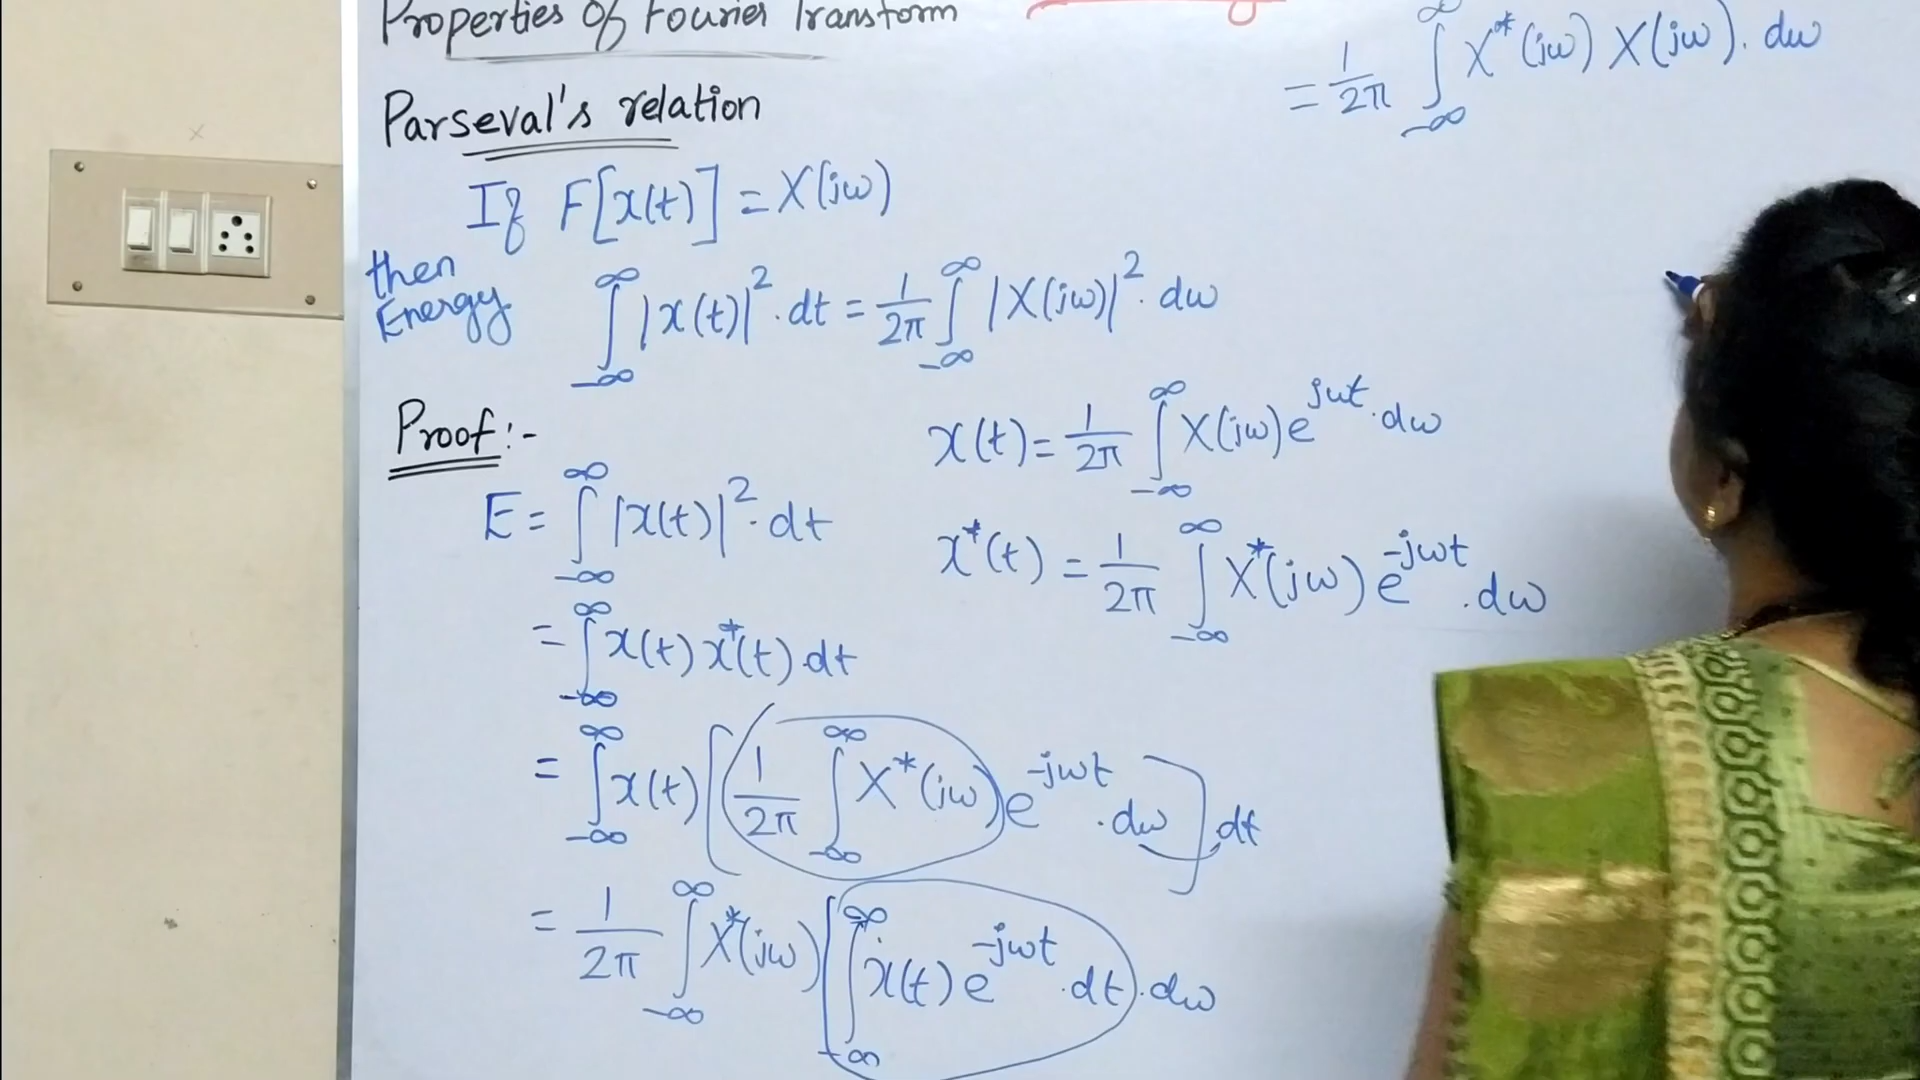 Properties of Fourier Transform
Parseval's relation
If F[x(t)] = X(jω)
then
Energy ∫_{-∞}^{∞} |x(t)|² . dt = 1/2π ∫_{-∞}^{∞} |X(jω)|² . dω
Proof :-
E = ∫_{-∞}^{∞} |x(t)|² . dt
= ∫_{-∞}^{∞} x(t) x*(t) . dt
= ∫_{-∞}^{∞} x(t) [ 1/2π ∫_{-∞}^{∞} X*(jω) e^{-jωt} . dω ] dt
= 1/2π ∫_{-∞}^{∞} X*(jω) [ ∫_{-∞}^{∞} x(t) e^{-jωt} . dt ) . dω
x(t) = 1/2π ∫_{-∞}^{∞} X(jω) e^{jωt} . dω
x*(t) = 1/2π ∫_{-∞}^{∞} X*(jω) e^{-jωt} . dω
= 1/2π ∫_{-∞}^{∞} X*(jω) X(jω) . dω